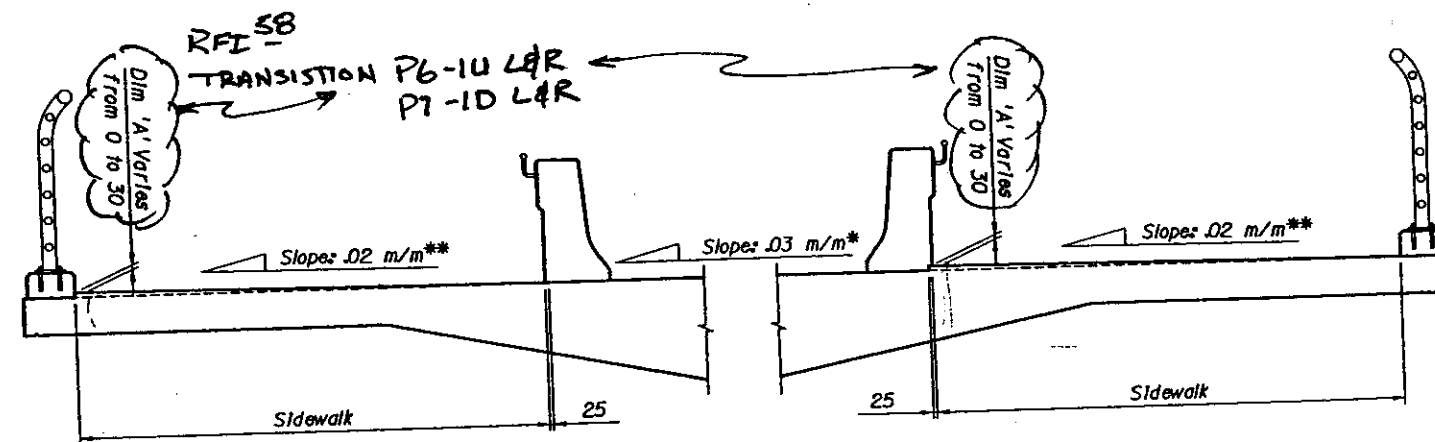 RFI 58
TRANSISTION P6-1U L&R
P7-1D L&R
Dim 'A' Varies
from 0 to 30
Dim 'A' Varies
from 0 to 30
Slope: .02 m/m**
Slope: .03 m/m*
Slope: .02 m/m**
Sidewalk
25
25
Sidewalk